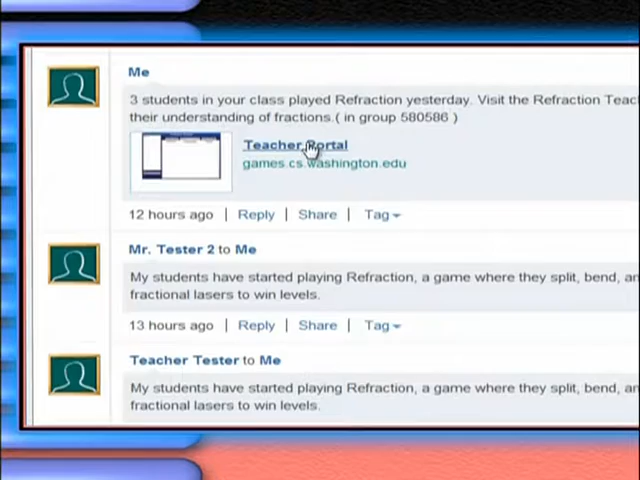 Me
3 students in your class played Refraction yesterday. Visit the Refraction Teac
their understanding of fractions.( in group 580586 )
Teacher Portal
games.cs.washington.edu
12 hours ago | Reply | Share | Tag
Mr. Tester 2 to Me
My students have started playing Refraction, a game where they split, bend, an
fractional lasers to win levels.
13 hours ago | Reply | Share | Tag
Teacher Tester to Me
My students have started playing Refraction, a game where they split, bend, an
fractional lasers to win levels.